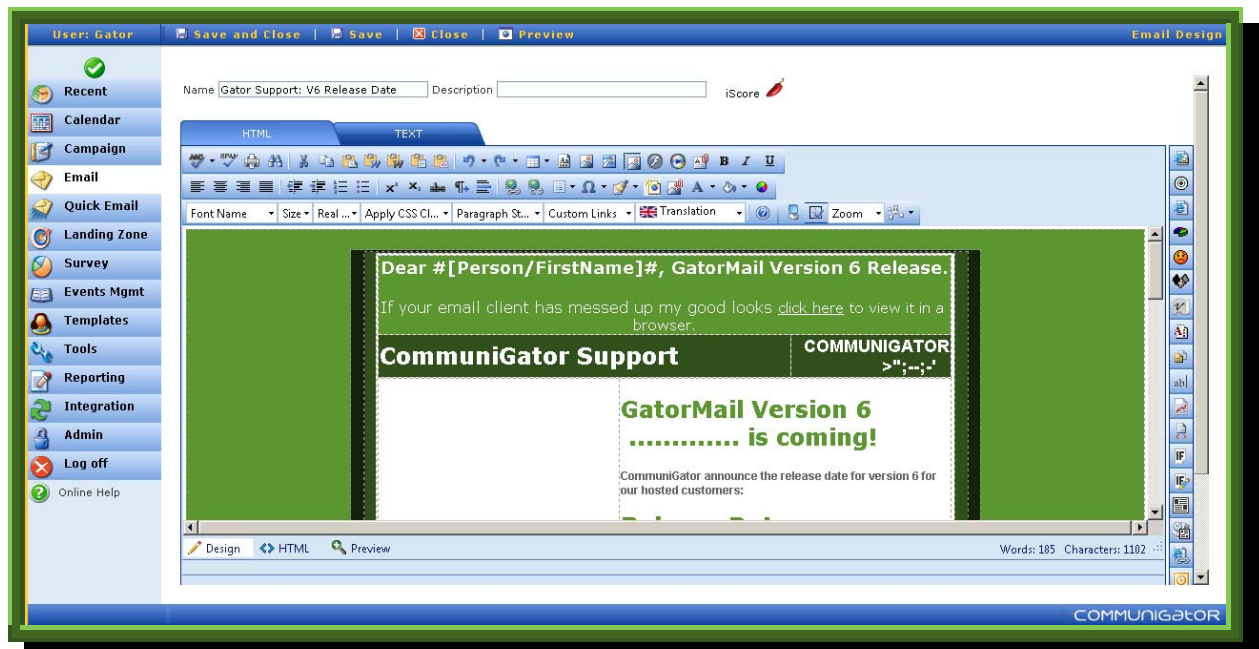 User: Gator
Save and Close | Save | Close | Preview
Email Design
Recent
Calendar
Campaign
Email
Quick Email
Landing Zone
Survey
Events Mgmt
Templates
Tools
Reporting
Integration
Admin
Log off
Online Help
Name Gator Support: V6 Release Date Description iScore
HTML TEXT
B I U
Font Name Size Real ... Apply CSS Cl... Paragraph St... Custom Links Translation Zoom
Dear #[Person/FirstName]#, GatorMail Version 6 Release.
If your email client has messed up my good looks click here to view it in a
browser.
CommuniGator Support
COMMUNIGATOR
>";--;-'
GatorMail Version 6
............. is coming!
CommuniGator announce the release date for version 6 for
our hosted customers:
Design HTML Preview
Words: 185 Characters: 1102
IF
COMMUNIGATOR